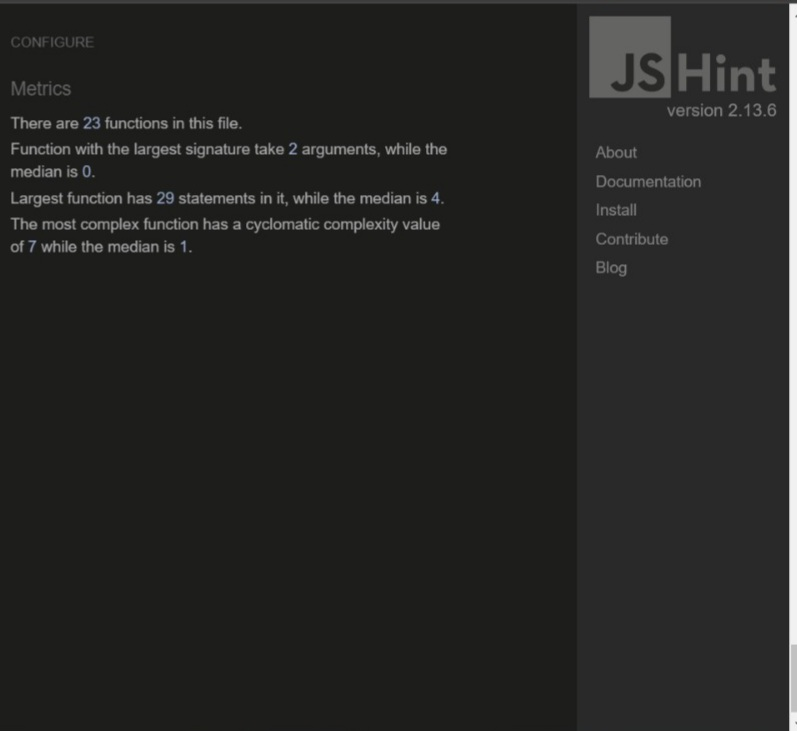 CONFIGURE
Metrics
There are 23 functions in this file.
Function with the largest signature take 2 arguments, while the
median is 0.
Largest function has 29 statements in it, while the median is 4.
The most complex function has a cyclomatic complexity value
of 7 while the median is 1.
JSHint
version 2.13.6
About
Documentation
Install
Contribute
Blog